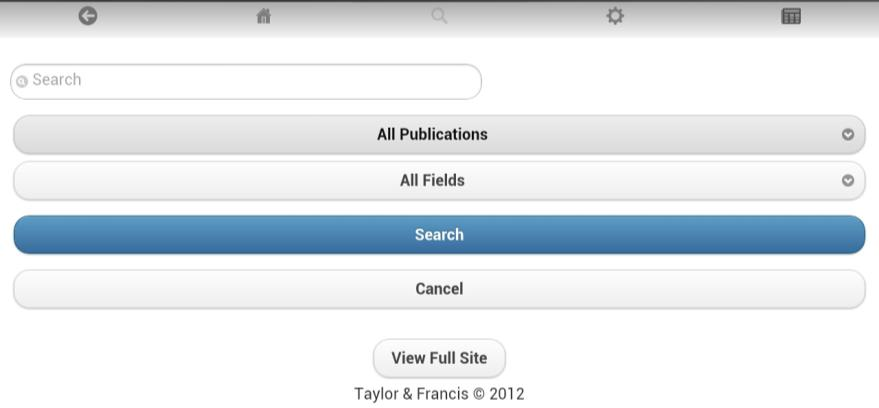 Search
All Publications
All Fields
Search
Cancel
View Full Site
Taylor & Francis © 2012